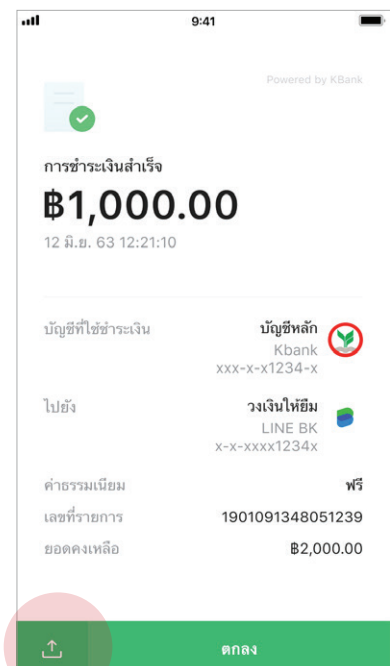 9:41
Powered by KBank
การชำระเงินสำเร็จ
฿1,000.00
12 มิ.ย. 63 12:21:10
บัญชีที่ใช้ชำระเงิน บัญชีหลัก
Kbank
xxx-x-x1234-x
ไปยัง วงเงินให้ยืม
LINE BK
x-x-xxxx1234x
ค่าธรรมเนียม ฟรี
เลขที่รายการ 1901091348051239
ยอดคงเหลือ ฿2,000.00
ตกลง